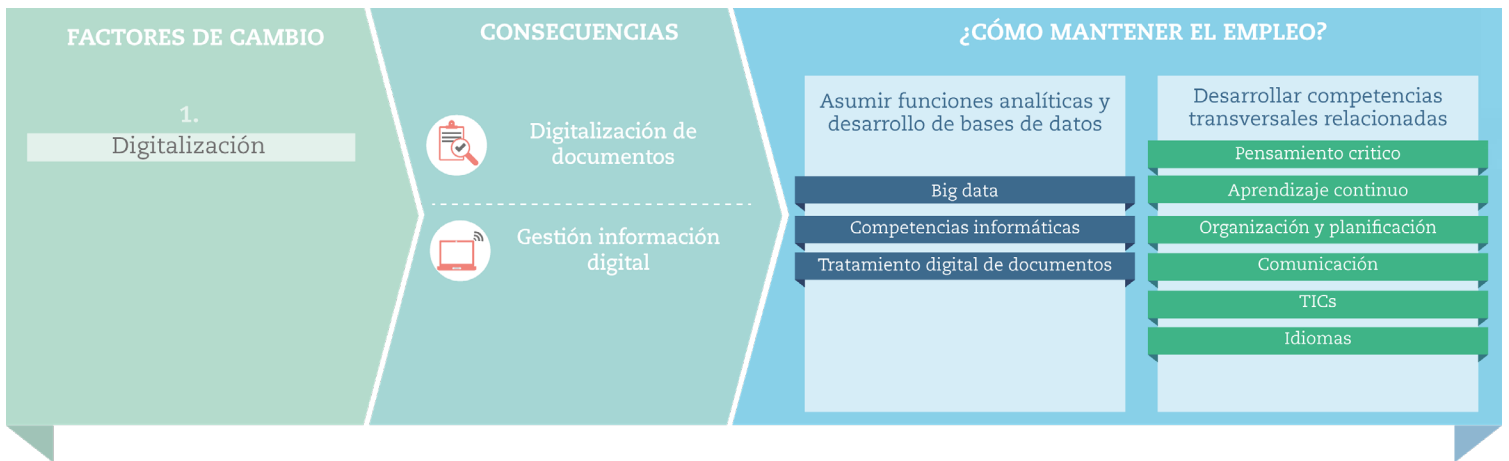 FACTORES DE CAMBIO
1.
Digitalización
CONSECUENCIAS
Digitalización de
documentos
Gestión información
digital
¿CÓMO MANTENER EL EMPLEO?
Asumir funciones analíticas y
desarrollo de bases de datos
Big data
Competencias informáticas
Tratamiento digital de documentos
Desarrollar competencias
transversales relacionadas
Pensamiento critico
Aprendizaje continuo
Organización y planificación
Comunicación
TICs
Idiomas